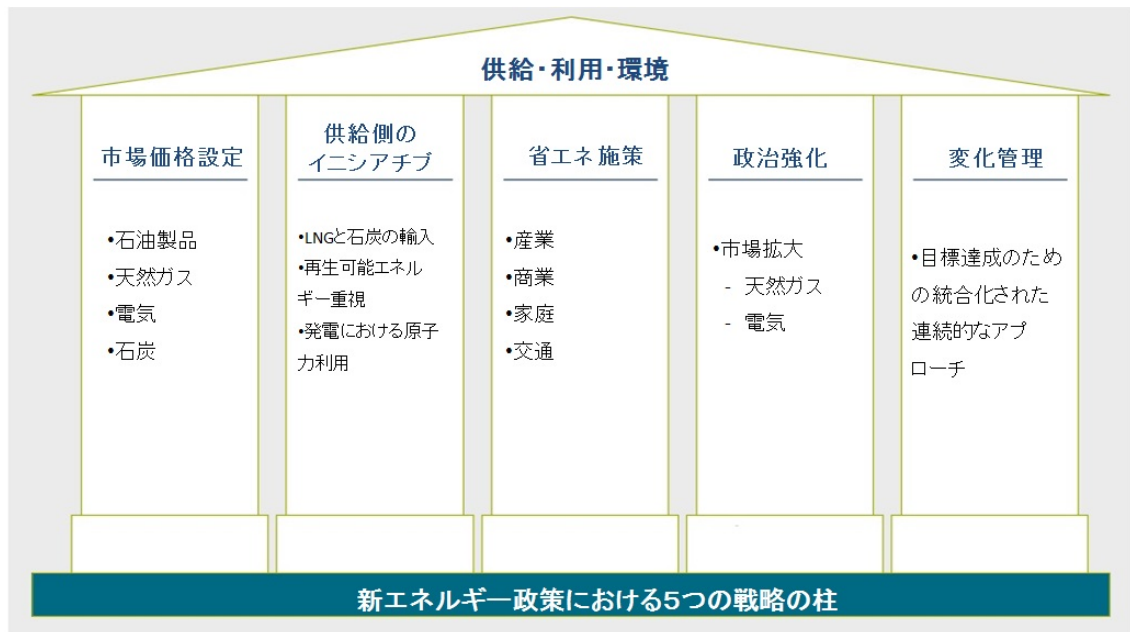 供給・利用・環境
市場価格設定
•石油製品
•天然ガス
•電気
•石炭
供給側の
イニシアチブ
•LNGと石炭の輸入
•再生可能エネル
ギー重視
•発電における原子
力利用
省エネ施策
•産業
•商業
•家庭
•交通
政治強化
•市場拡大
- 天然ガス
- 電気
変化管理
•目標達成のため
の統合化された
連続的なアプ
ローチ
新エネルギー政策における5つの戦略の柱